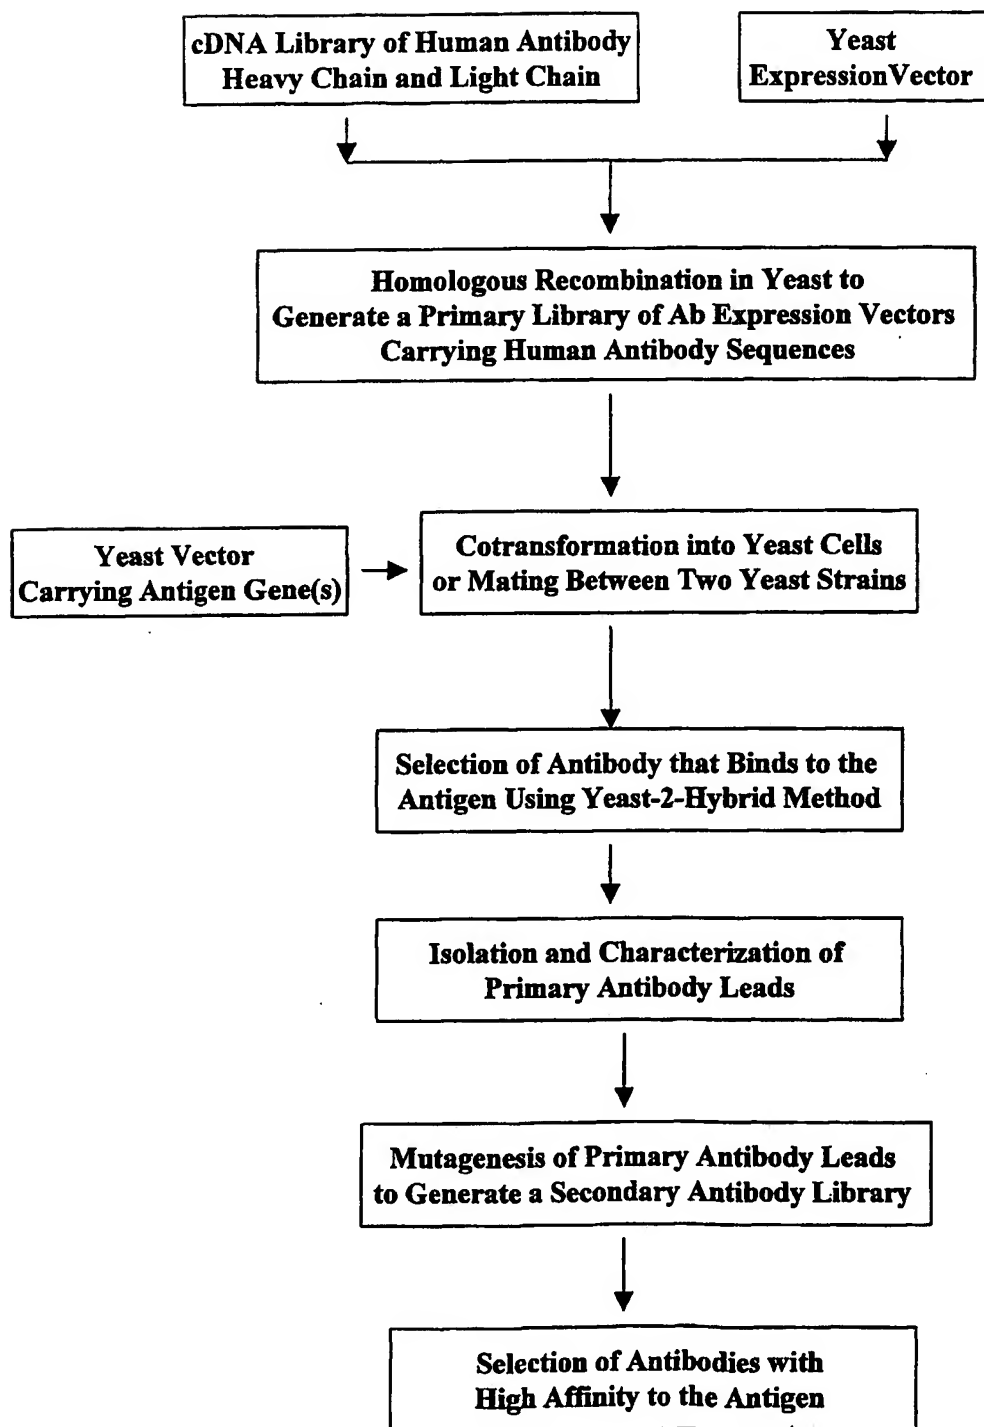 cDNA Library of Human Antibody
Heavy Chain and Light Chain
Yeast
ExpressionVector
Homologous Recombination in Yeast to
Generate a Primary Library of Ab Expression Vectors
Carrying Human Antibody Sequences
Yeast Vector
Carrying Antigen Gene(s)
Cotransformation into Yeast Cells
or Mating Between Two Yeast Strains
Selection of Antibody that Binds to the
Antigen Using Yeast-2-Hybrid Method
Isolation and Characterization of
Primary Antibody Leads
Mutagenesis of Primary Antibody Leads
to Generate a Secondary Antibody Library
Selection of Antibodies with
High Affinity to the Antigen